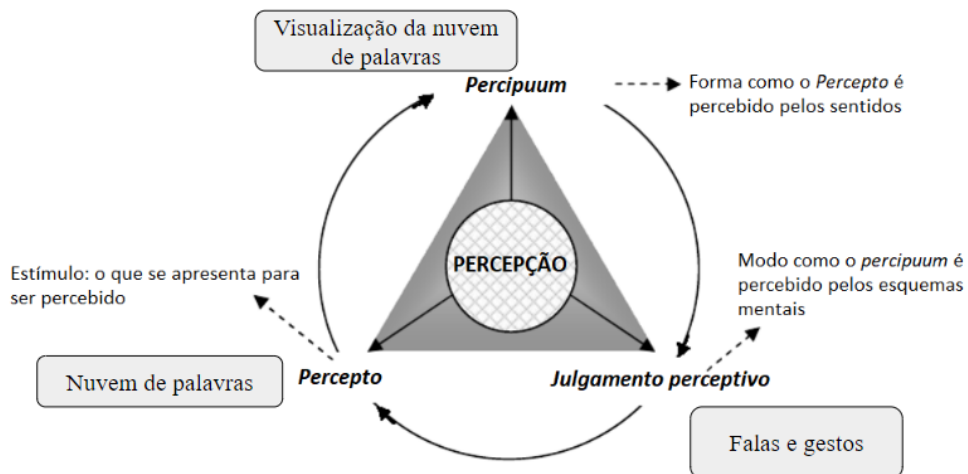 Visualização da nuvem
de palavras
Percipuum
Forma como o Percepto é
percebido pelos sentidos
PERCEPÇÃO
Estímulo: o que se apresenta para
ser percebido
Modo como o percipuum é
percebido pelos esquemas
mentais
Nuvem de palavras
Percepto
Julgamento perceptivo
Falas e gestos